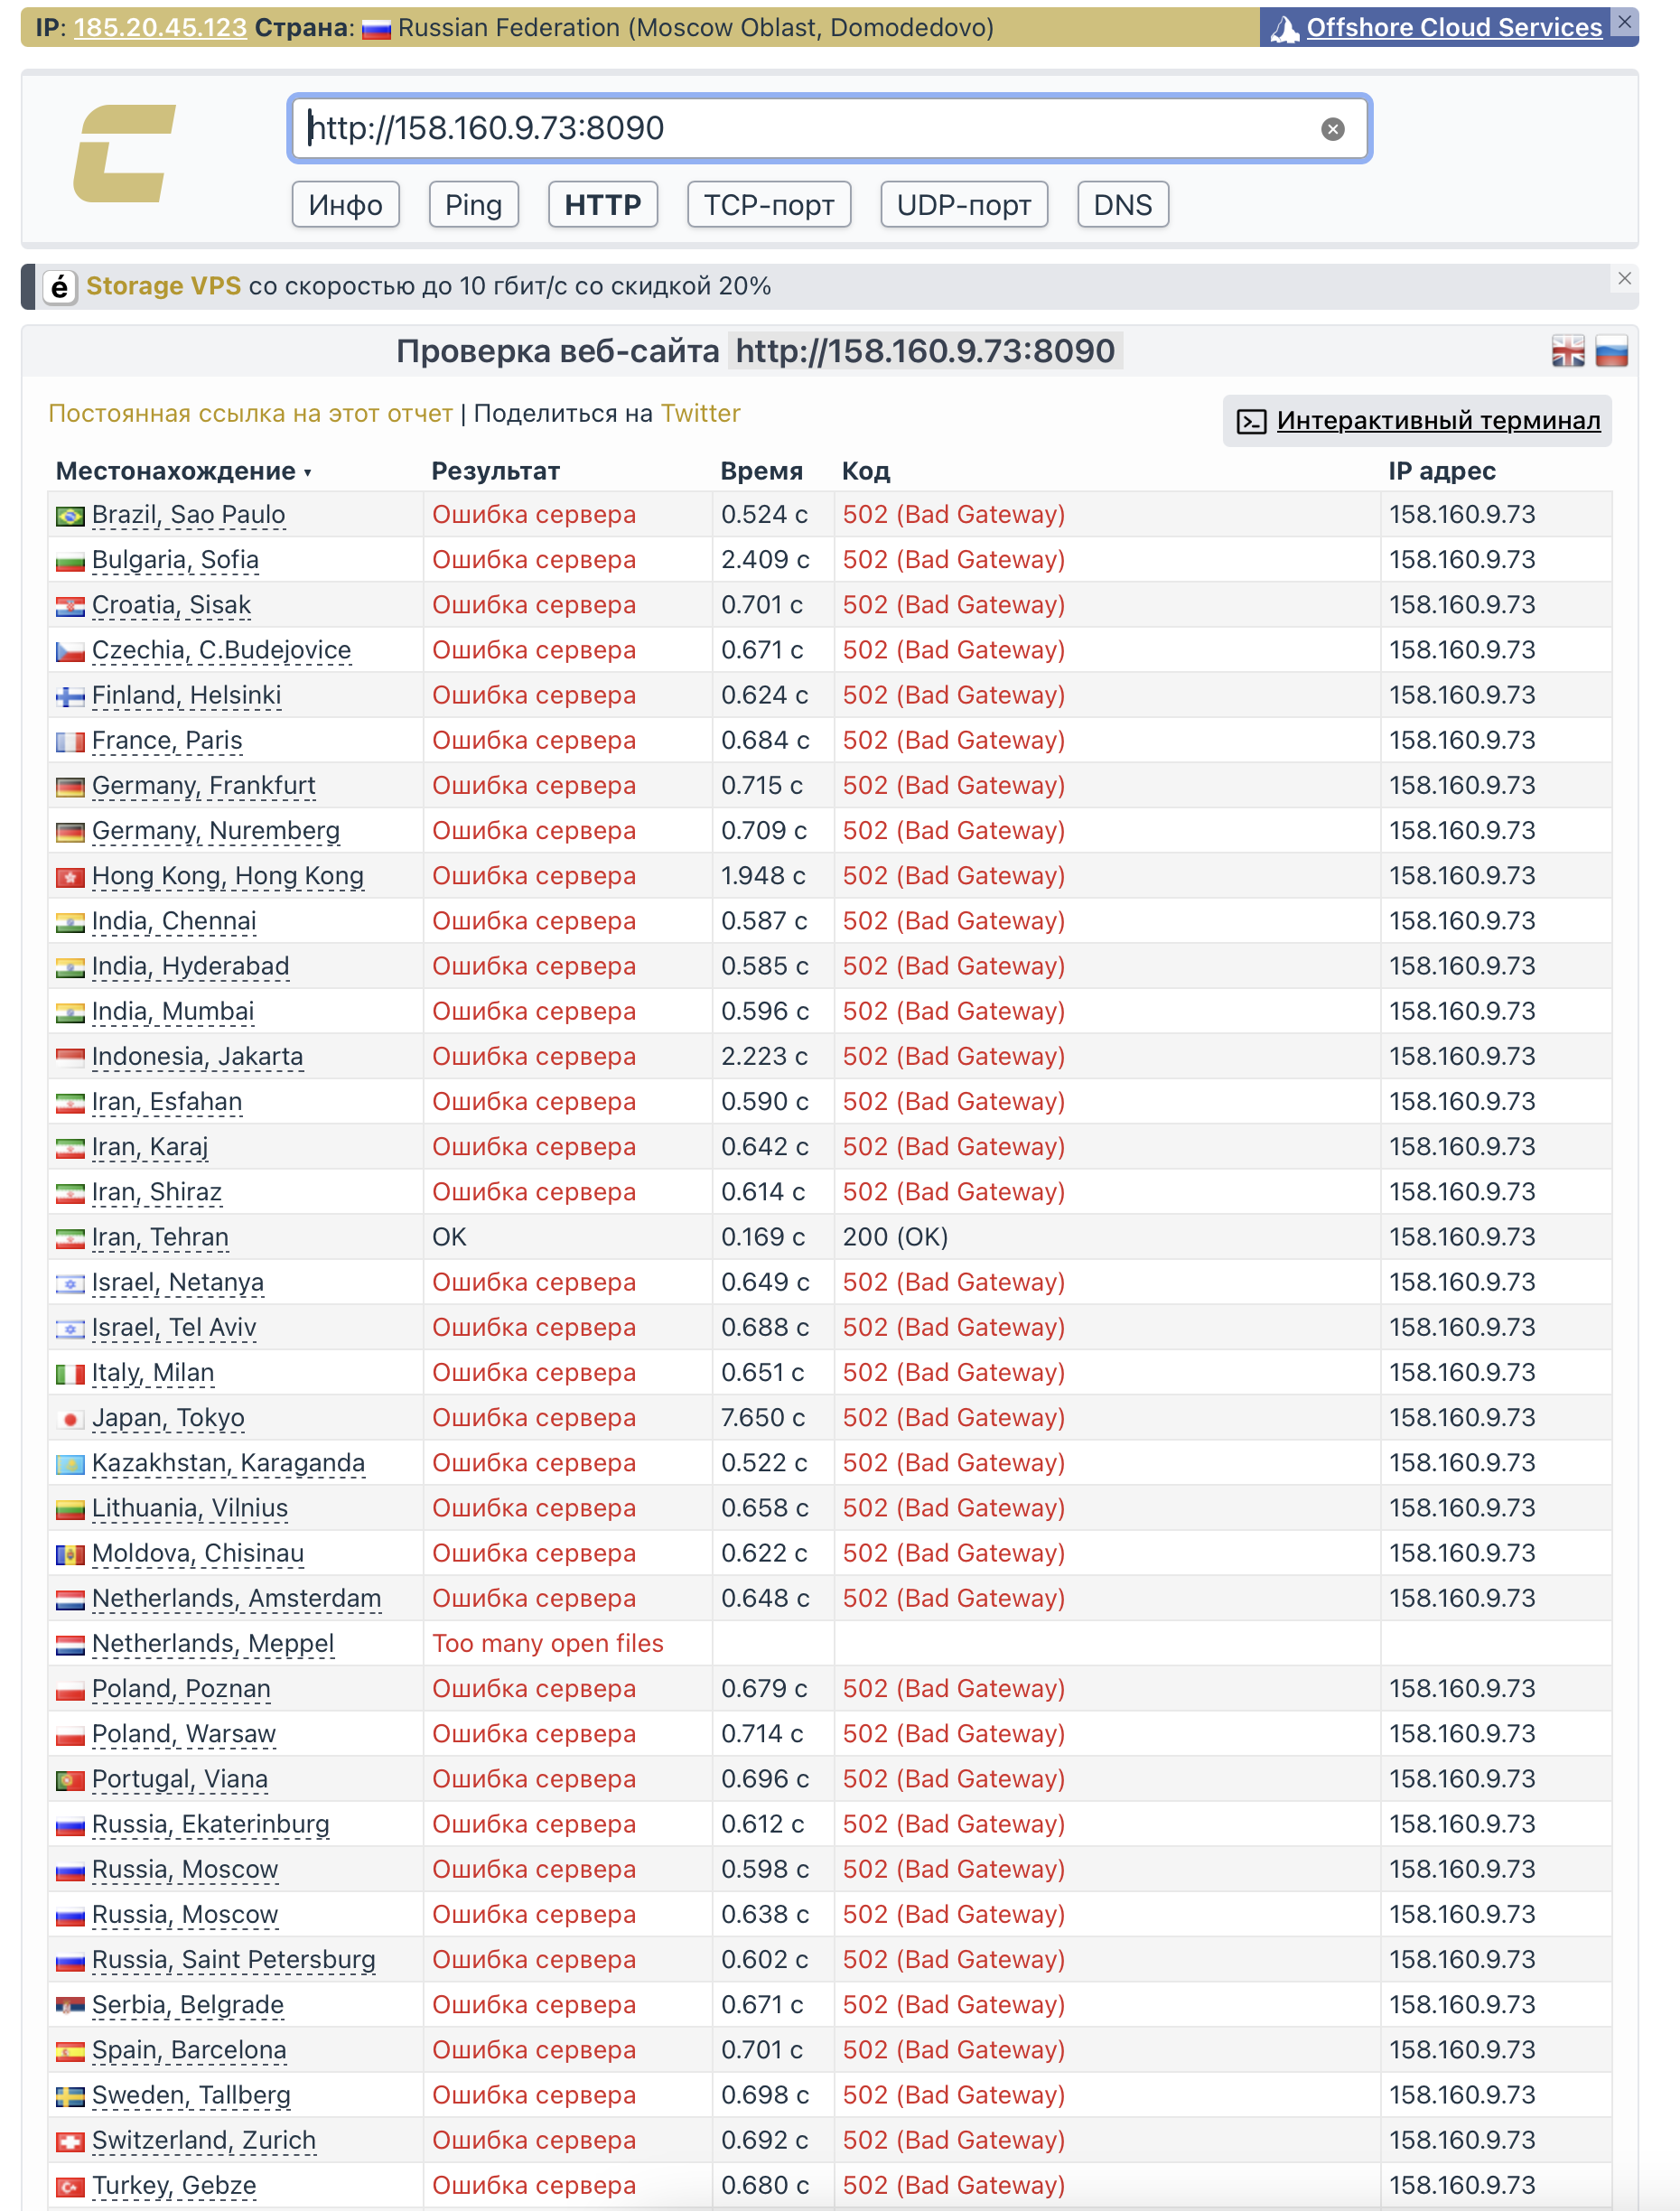 IP: 185.20.45.123 Страна: Russian Federation (Moscow Oblast, Domodedovo)
Offshore Cloud Services
http://158.160.9.73:8090
Инфо Ping HTTP TCP-порт UDP-порт DNS
é Storage VPS со скоростью до 10 гбит/с со скидкой 20%
Проверка веб-сайта http://158.160.9.73:8090
Постоянная ссылка на этот отчет | Поделиться на Twitter
Интерактивный терминал
Местонахождение Результат Время Код IP адрес
Brazil, Sao Paulo Ошибка сервера 0.524 с 502 (Bad Gateway) 158.160.9.73
Bulgaria, Sofia Ошибка сервера 2.409 с 502 (Bad Gateway) 158.160.9.73
Croatia, Sisak Ошибка сервера 0.701 с 502 (Bad Gateway) 158.160.9.73
Czechia, C.Budejovice Ошибка сервера 0.671 с 502 (Bad Gateway) 158.160.9.73
Finland, Helsinki Ошибка сервера 0.624 с 502 (Bad Gateway) 158.160.9.73
France, Paris Ошибка сервера 0.684 с 502 (Bad Gateway) 158.160.9.73
Germany, Frankfurt Ошибка сервера 0.715 с 502 (Bad Gateway) 158.160.9.73
Germany, Nuremberg Ошибка сервера 0.709 с 502 (Bad Gateway) 158.160.9.73
Hong Kong, Hong Kong Ошибка сервера 1.948 с 502 (Bad Gateway) 158.160.9.73
India, Chennai Ошибка сервера 0.587 с 502 (Bad Gateway) 158.160.9.73
India, Hyderabad Ошибка сервера 0.585 с 502 (Bad Gateway) 158.160.9.73
India, Mumbai Ошибка сервера 0.596 с 502 (Bad Gateway) 158.160.9.73
Indonesia, Jakarta Ошибка сервера 2.223 с 502 (Bad Gateway) 158.160.9.73
Iran, Esfahan Ошибка сервера 0.590 с 502 (Bad Gateway) 158.160.9.73
Iran, Karaj Ошибка сервера 0.642 с 502 (Bad Gateway) 158.160.9.73
Iran, Shiraz Ошибка сервера 0.614 с 502 (Bad Gateway) 158.160.9.73
Iran, Tehran OK 0.169 с 200 (OK) 158.160.9.73
Israel, Netanya Ошибка сервера 0.649 с 502 (Bad Gateway) 158.160.9.73
Israel, Tel Aviv Ошибка сервера 0.688 с 502 (Bad Gateway) 158.160.9.73
Italy, Milan Ошибка сервера 0.651 с 502 (Bad Gateway) 158.160.9.73
Japan, Tokyo Ошибка сервера 7.650 с 502 (Bad Gateway) 158.160.9.73
Kazakhstan, Karaganda Ошибка сервера 0.522 с 502 (Bad Gateway) 158.160.9.73
Lithuania, Vilnius Ошибка сервера 0.658 с 502 (Bad Gateway) 158.160.9.73
Moldova, Chisinau Ошибка сервера 0.622 с 502 (Bad Gateway) 158.160.9.73
Netherlands, Amsterdam Ошибка сервера 0.648 с 502 (Bad Gateway) 158.160.9.73
Netherlands, Meppel Too many open files
Poland, Poznan Ошибка сервера 0.679 с 502 (Bad Gateway) 158.160.9.73
Poland, Warsaw Ошибка сервера 0.714 с 502 (Bad Gateway) 158.160.9.73
Portugal, Viana Ошибка сервера 0.696 с 502 (Bad Gateway) 158.160.9.73
Russia, Ekaterinburg Ошибка сервера 0.612 с 502 (Bad Gateway) 158.160.9.73
Russia, Moscow Ошибка сервера 0.598 с 502 (Bad Gateway) 158.160.9.73
Russia, Moscow Ошибка сервера 0.638 с 502 (Bad Gateway) 158.160.9.73
Russia, Saint Petersburg Ошибка сервера 0.602 с 502 (Bad Gateway) 158.160.9.73
Serbia, Belgrade Ошибка сервера 0.671 с 502 (Bad Gateway) 158.160.9.73
Spain, Barcelona Ошибка сервера 0.701 с 502 (Bad Gateway) 158.160.9.73
Sweden, Tallberg Ошибка сервера 0.698 с 502 (Bad Gateway) 158.160.9.73
Switzerland, Zurich Ошибка сервера 0.692 с 502 (Bad Gateway) 158.160.9.73
Turkey, Gebze Ошибка сервера 0.680 с 502 (Bad Gateway) 158.160.9.73